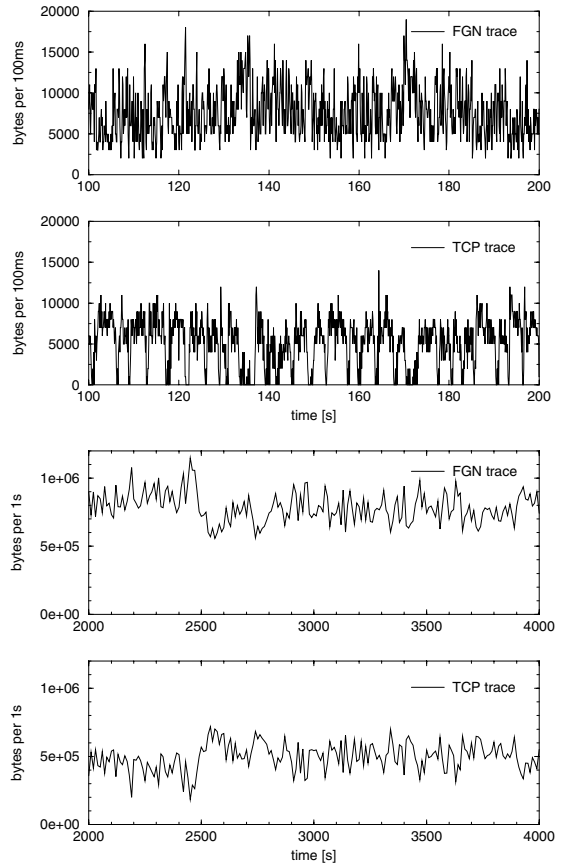 20000
FGN trace
15000
10000
5000
0
bytes per 100ms
100 120 140 160 180 200
20000
TCP trace
15000
10000
5000
0
bytes per 100ms
100 120 140 160 180 200
time [s]
FGN trace
1e+06
5e+05
0e+00
bytes per 1s
2000 2500 3000 3500 4000
TCP trace
1e+06
5e+05
0e+00
bytes per 1s
2000 2500 3000 3500 4000
time [s]